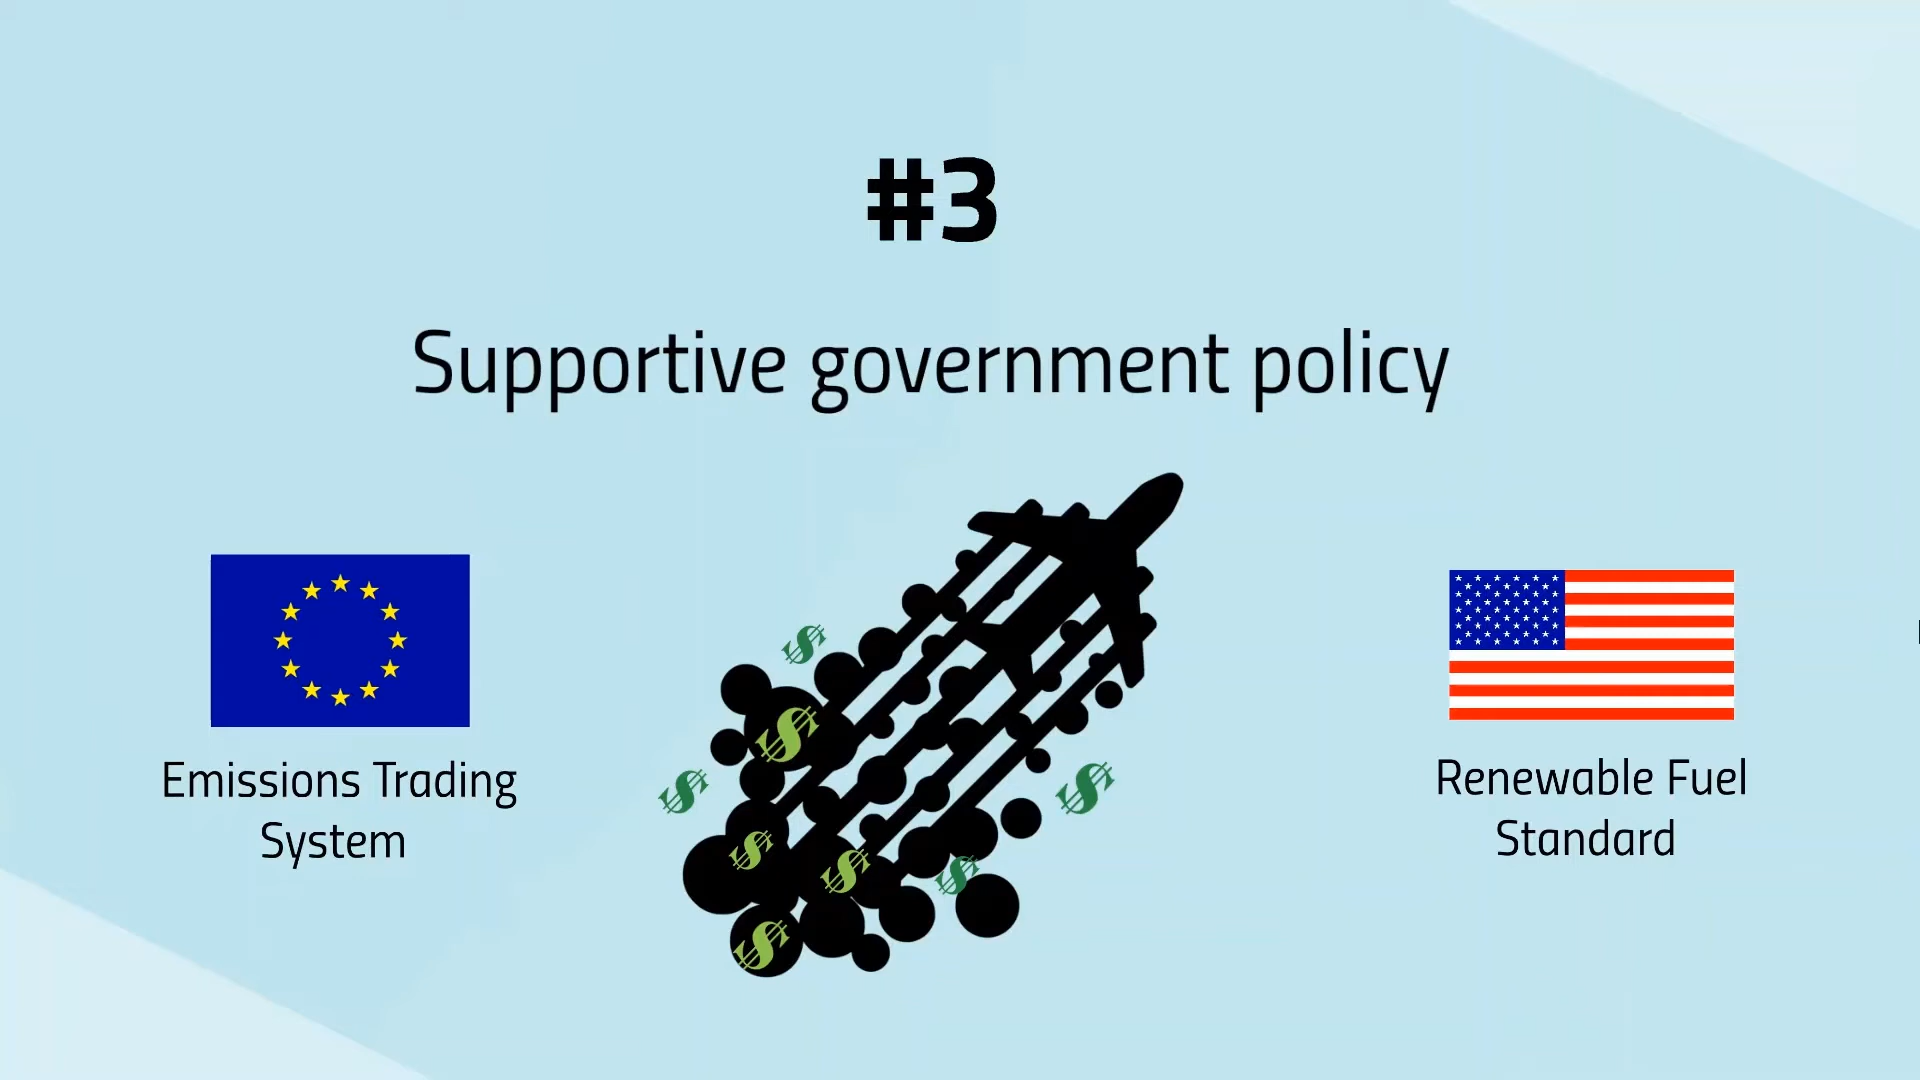 #3
Supportive government policy
Emissions Trading
System
Renewable Fuel
Standard